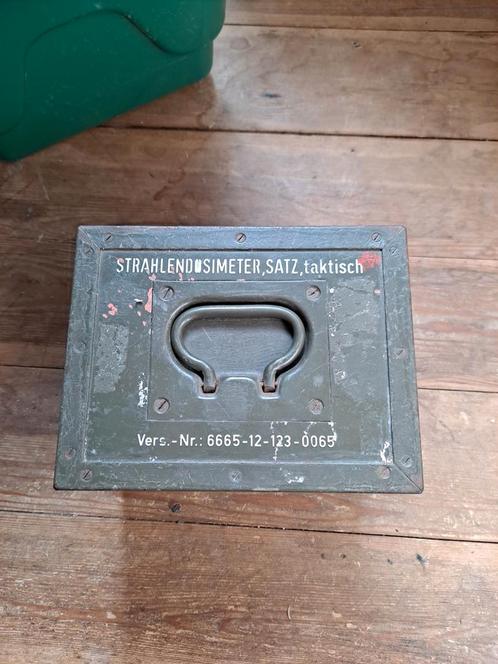 STRAHLENDOSIMETER,SATZ,taktisch
Vers.-Nr.: 6665-12-123-0065